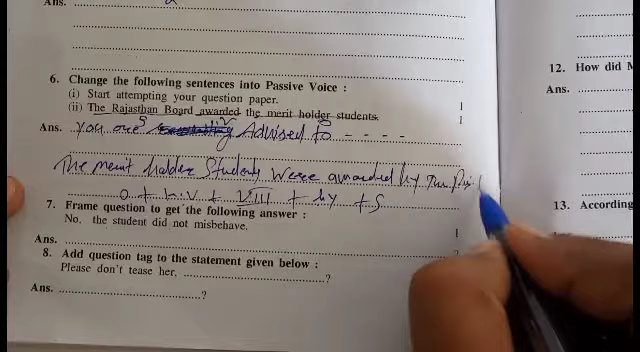 Ans.
6. Change the following sentences into Passive Voice :
(i) Start attempting your question paper. 1
(ii) The Rajasthan Board awarded the merit holder students. 1
S V O
Ans. You are Advised to - - - -
The merit holder Students were awarded by The
O + h.v + VIII + by + S
7. Frame question to get the following answer :
No, the student did not misbehave. 1
Ans.
8. Add question tag to the statement given below :
Please don't tease her. ?
Ans. ?
12. How did M
Ans.
13. According